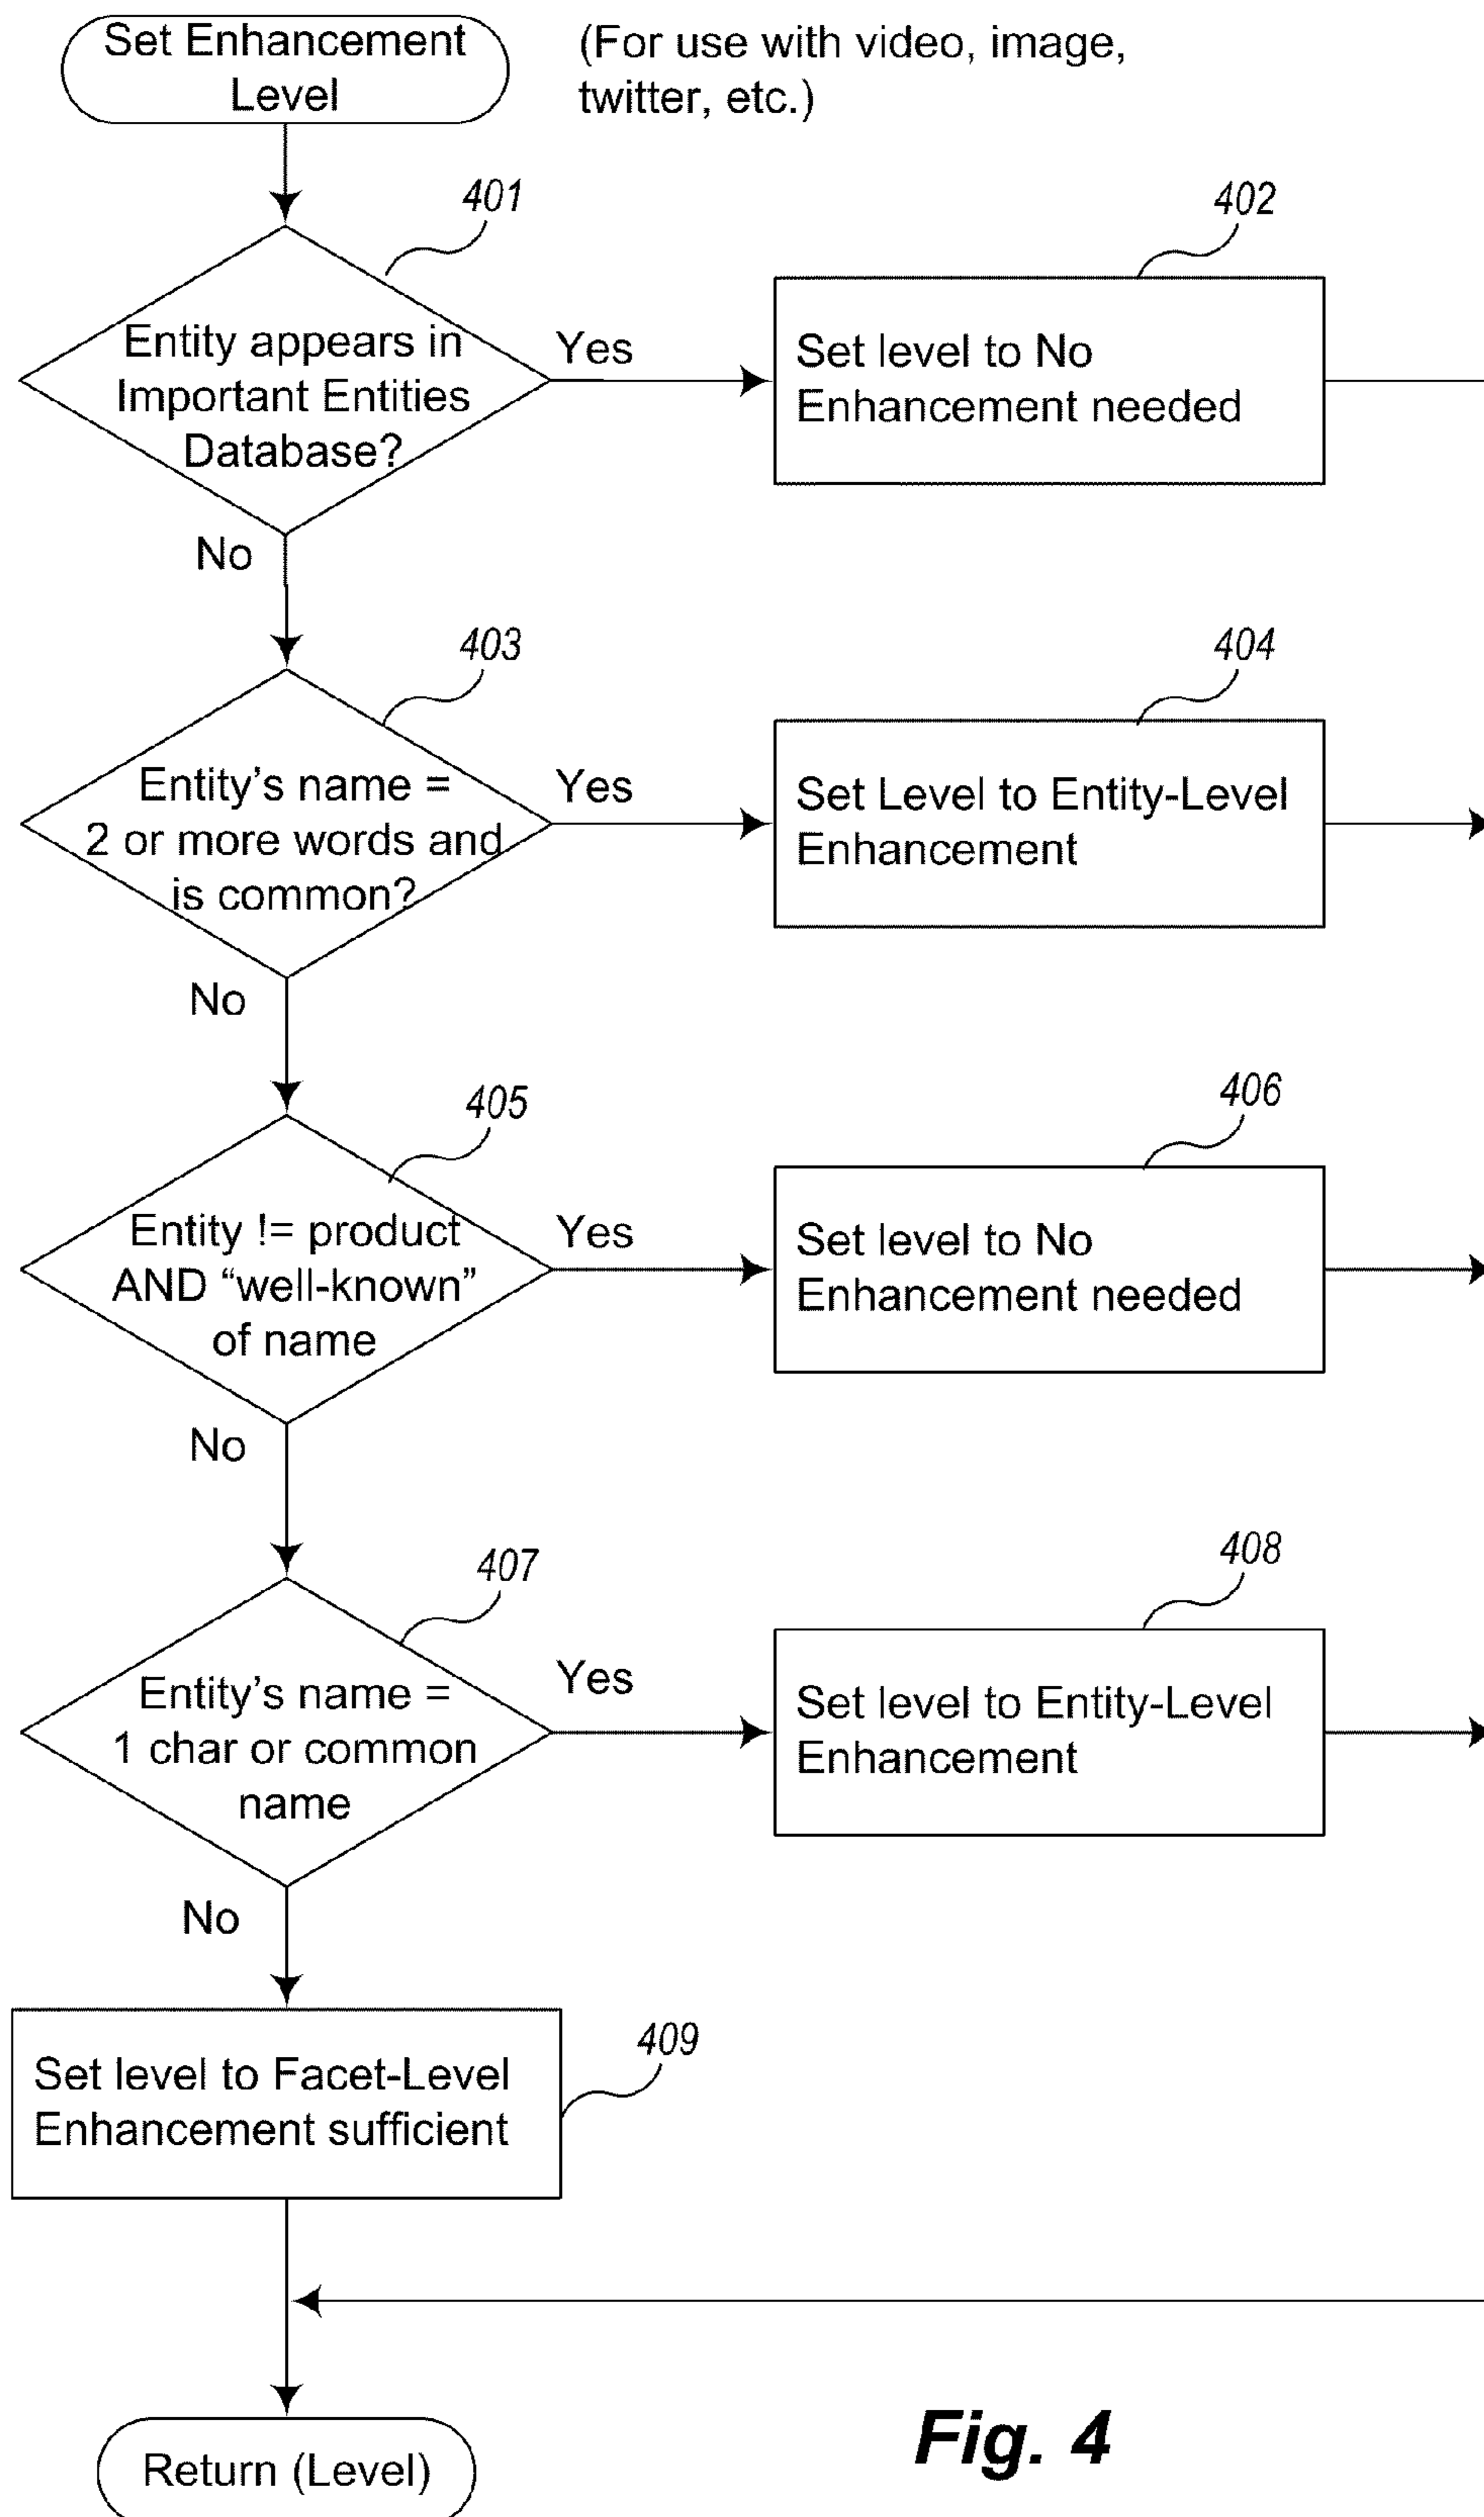 Set Enhancement
Level
(For use with video, image,
twitter, etc.)
401
Entity appears in
Important Entities
Database?
Yes
402
Set level to No
Enhancement needed
No
403
Entity's name =
2 or more words and
is common?
Yes
404
Set Level to Entity-Level
Enhancement
No
405
Entity != product
AND “well-known”
of name
Yes
406
Set level to No
Enhancement needed
No
407
Entity's name =
1 char or common
name
Yes
408
Set level to Entity-Level
Enhancement
No
409
Set level to Facet-Level
Enhancement sufficient
Return (Level)
Fig. 4